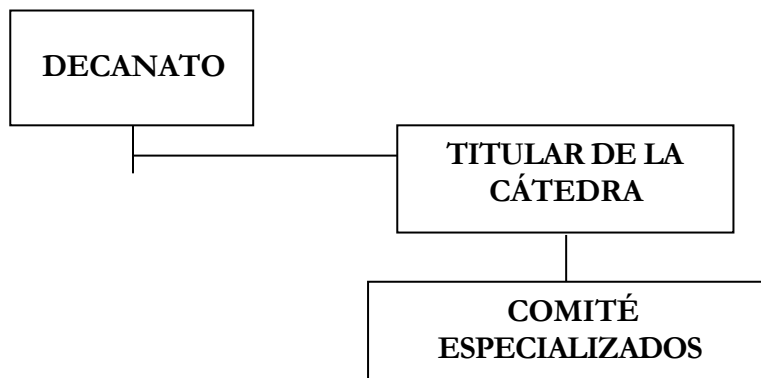 DECANATO
TITULAR DE LA
CÁTEDRA
COMITÉ
ESPECIALIZADOS